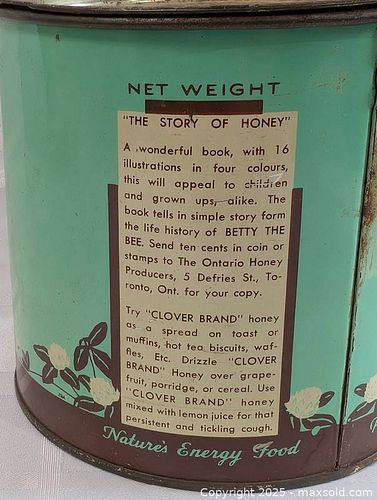 NET WEIGHT
"THE STORY OF HONEY"
A wonderful book, with 16
illustrations in four colours,
this will appeal to children
and grown ups, alike. The
book tells in simple story form
the life history of BETTY THE
BEE. Send ten cents in coin or
stamps to The Ontario Honey
Producers, 5 Defries St., To-
ronto, Ont. for your copy.
Try "CLOVER BRAND" honey
as a spread on toast or
muffins, hot tea biscuits, waf-
fles, Etc. Drizzle "CLOVER
BRAND" Honey over grape-
fruit, porridge, or cereal. Use
"CLOVER BRAND" honey
mixed with lemon juice for that
persistent and tickling cough.
Nature's Energy Food
Copyright 2025 - maxsold.com